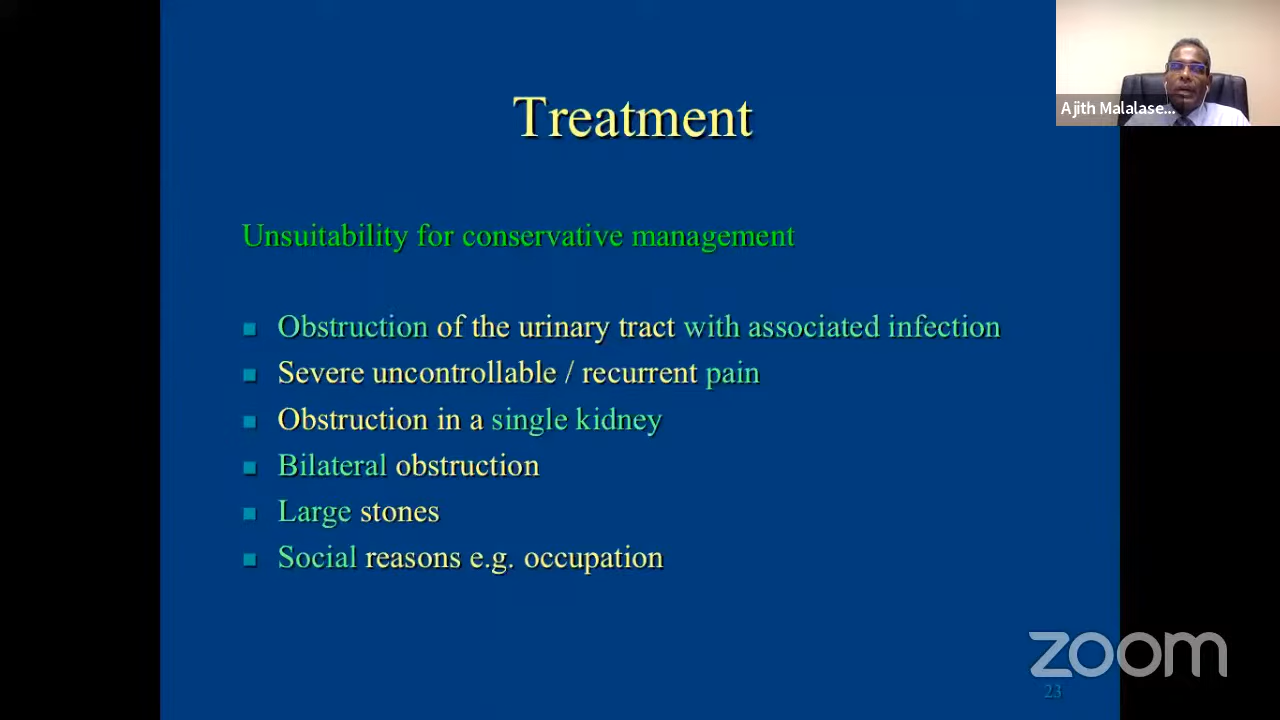 Treatment
Unsuitability for conservative management
Obstruction of the urinary tract with associated infection
Severe uncontrollable / recurrent pain
Obstruction in a single kidney
Bilateral obstruction
Large stones
Social reasons e.g. occupation
Ajith Malalase...
zoom
23